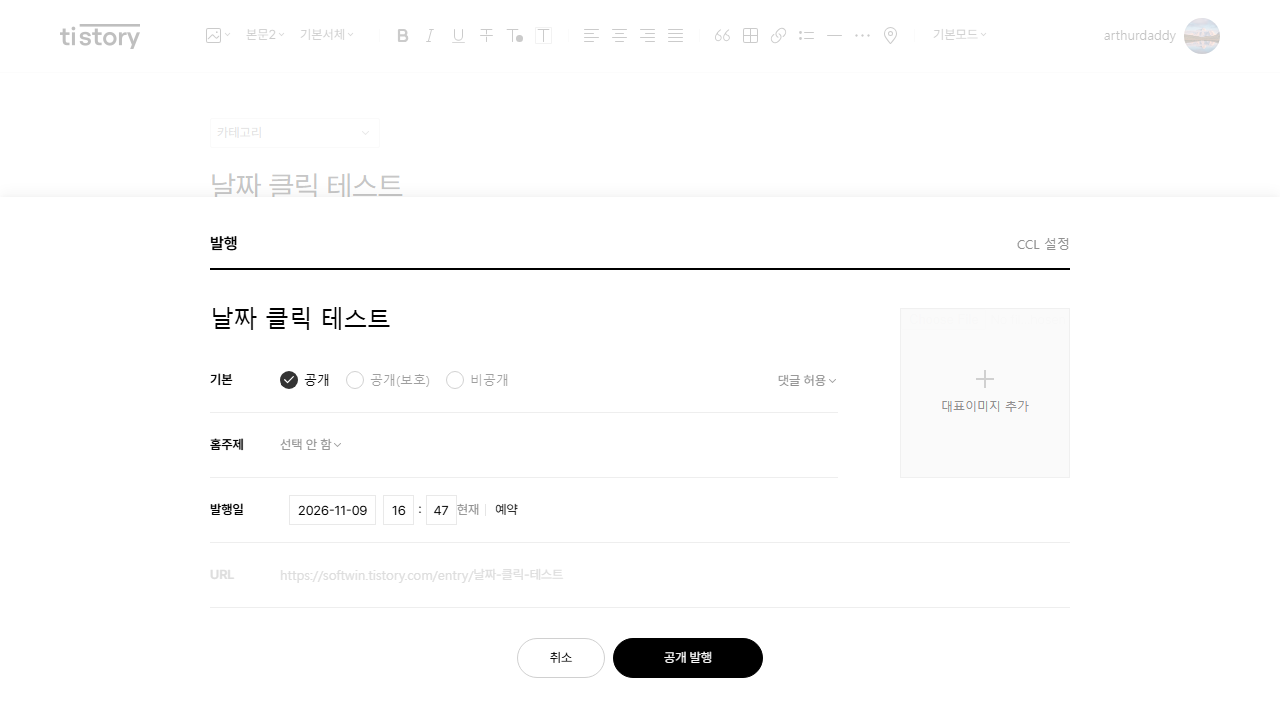 tistory 본문2 기본서체 B I U T T T 기본모드 arthurdaddy
카테고리
날짜 클릭 테스트
발행 CCL 설정
날짜 클릭 테스트
기본 공개 공개(보호) 비공개 댓글 허용
대표이미지 추가
홈주제 선택 안 함
발행일 2026-11-09 16 : 47 현재 예약
URL https://softwin.tistory.com/entry/날짜-클릭-테스트
취소 공개 발행